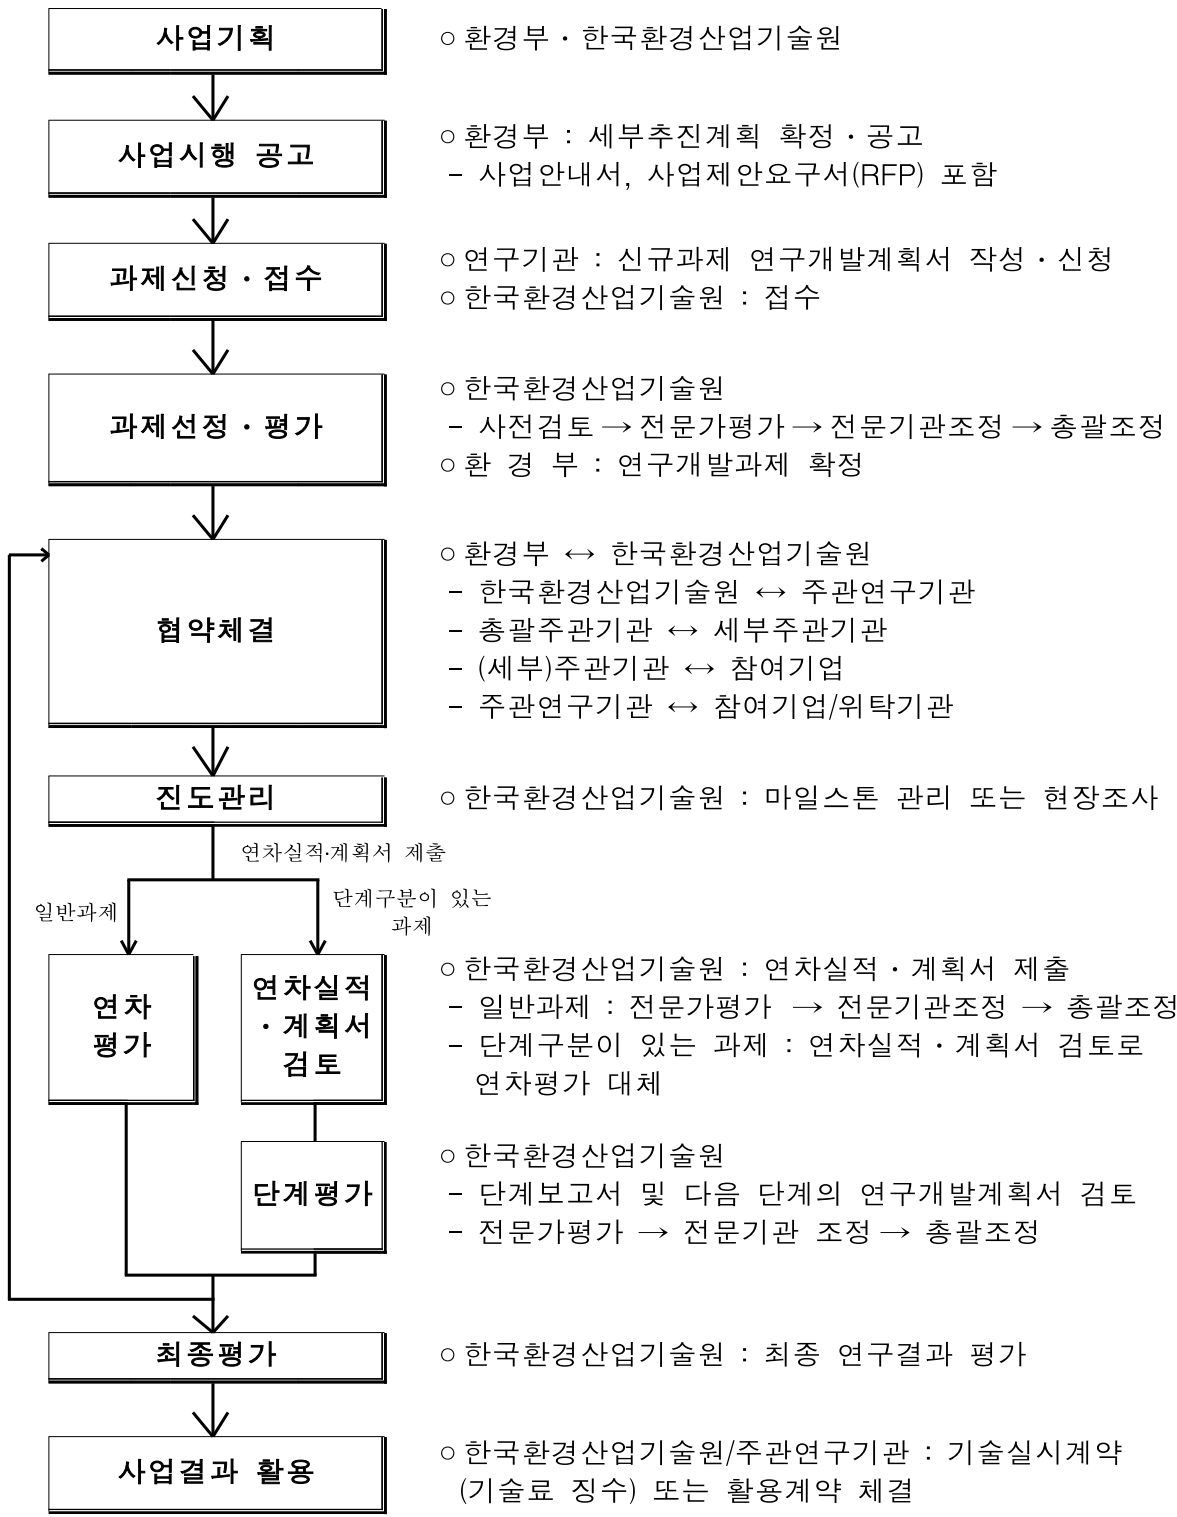 사업기획
○ 환경부・한국환경산업기술원
사업시행 공고
○ 환경부 : 세부추진계획 확정・공고
- 사업안내서, 사업제안요구서(RFP) 포함
과제신청・접수
○ 연구기관 : 신규과제 연구개발계획서 작성・신청
○ 한국환경산업기술원 : 접수
과제선정・평가
○ 한국환경산업기술원
- 사전검토 → 전문가평가 → 전문기관조정 → 총괄조정
○ 환 경 부 : 연구개발과제 확정
협약체결
○ 환경부 ↔ 한국환경산업기술원
- 한국환경산업기술원 ↔ 주관연구기관
- 총괄주관기관 ↔ 세부주관기관
- (세부)주관기관 ↔ 참여기업
- 주관연구기관 ↔ 참여기업/위탁기관
진도관리
○ 한국환경산업기술원 : 마일스톤 관리 또는 현장조사
연차실적·계획서 제출
일반과제
단계구분이 있는
과제
연차
평가
연차실적
・계획서
검토
○ 한국환경산업기술원 : 연차실적・계획서 제출
- 일반과제 : 전문가평가 → 전문기관조정 → 총괄조정
- 단계구분이 있는 과제 : 연차실적・계획서 검토로
연차평가 대체
단계평가
○ 한국환경산업기술원
- 단계보고서 및 다음 단계의 연구개발계획서 검토
- 전문가평가 → 전문기관 조정 → 총괄조정
최종평가
○ 한국환경산업기술원 : 최종 연구결과 평가
사업결과 활용
○ 한국환경산업기술원/주관연구기관 : 기술실시계약
(기술료 징수) 또는 활용계약 체결